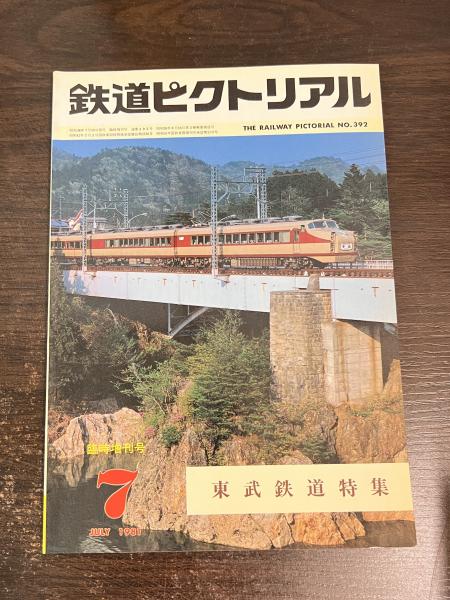 鉄道ピクトリアル
THE RAILWAY PICTORIAL NO.392
臨時増刊号
7
JULY 1981
東武鉄道特集